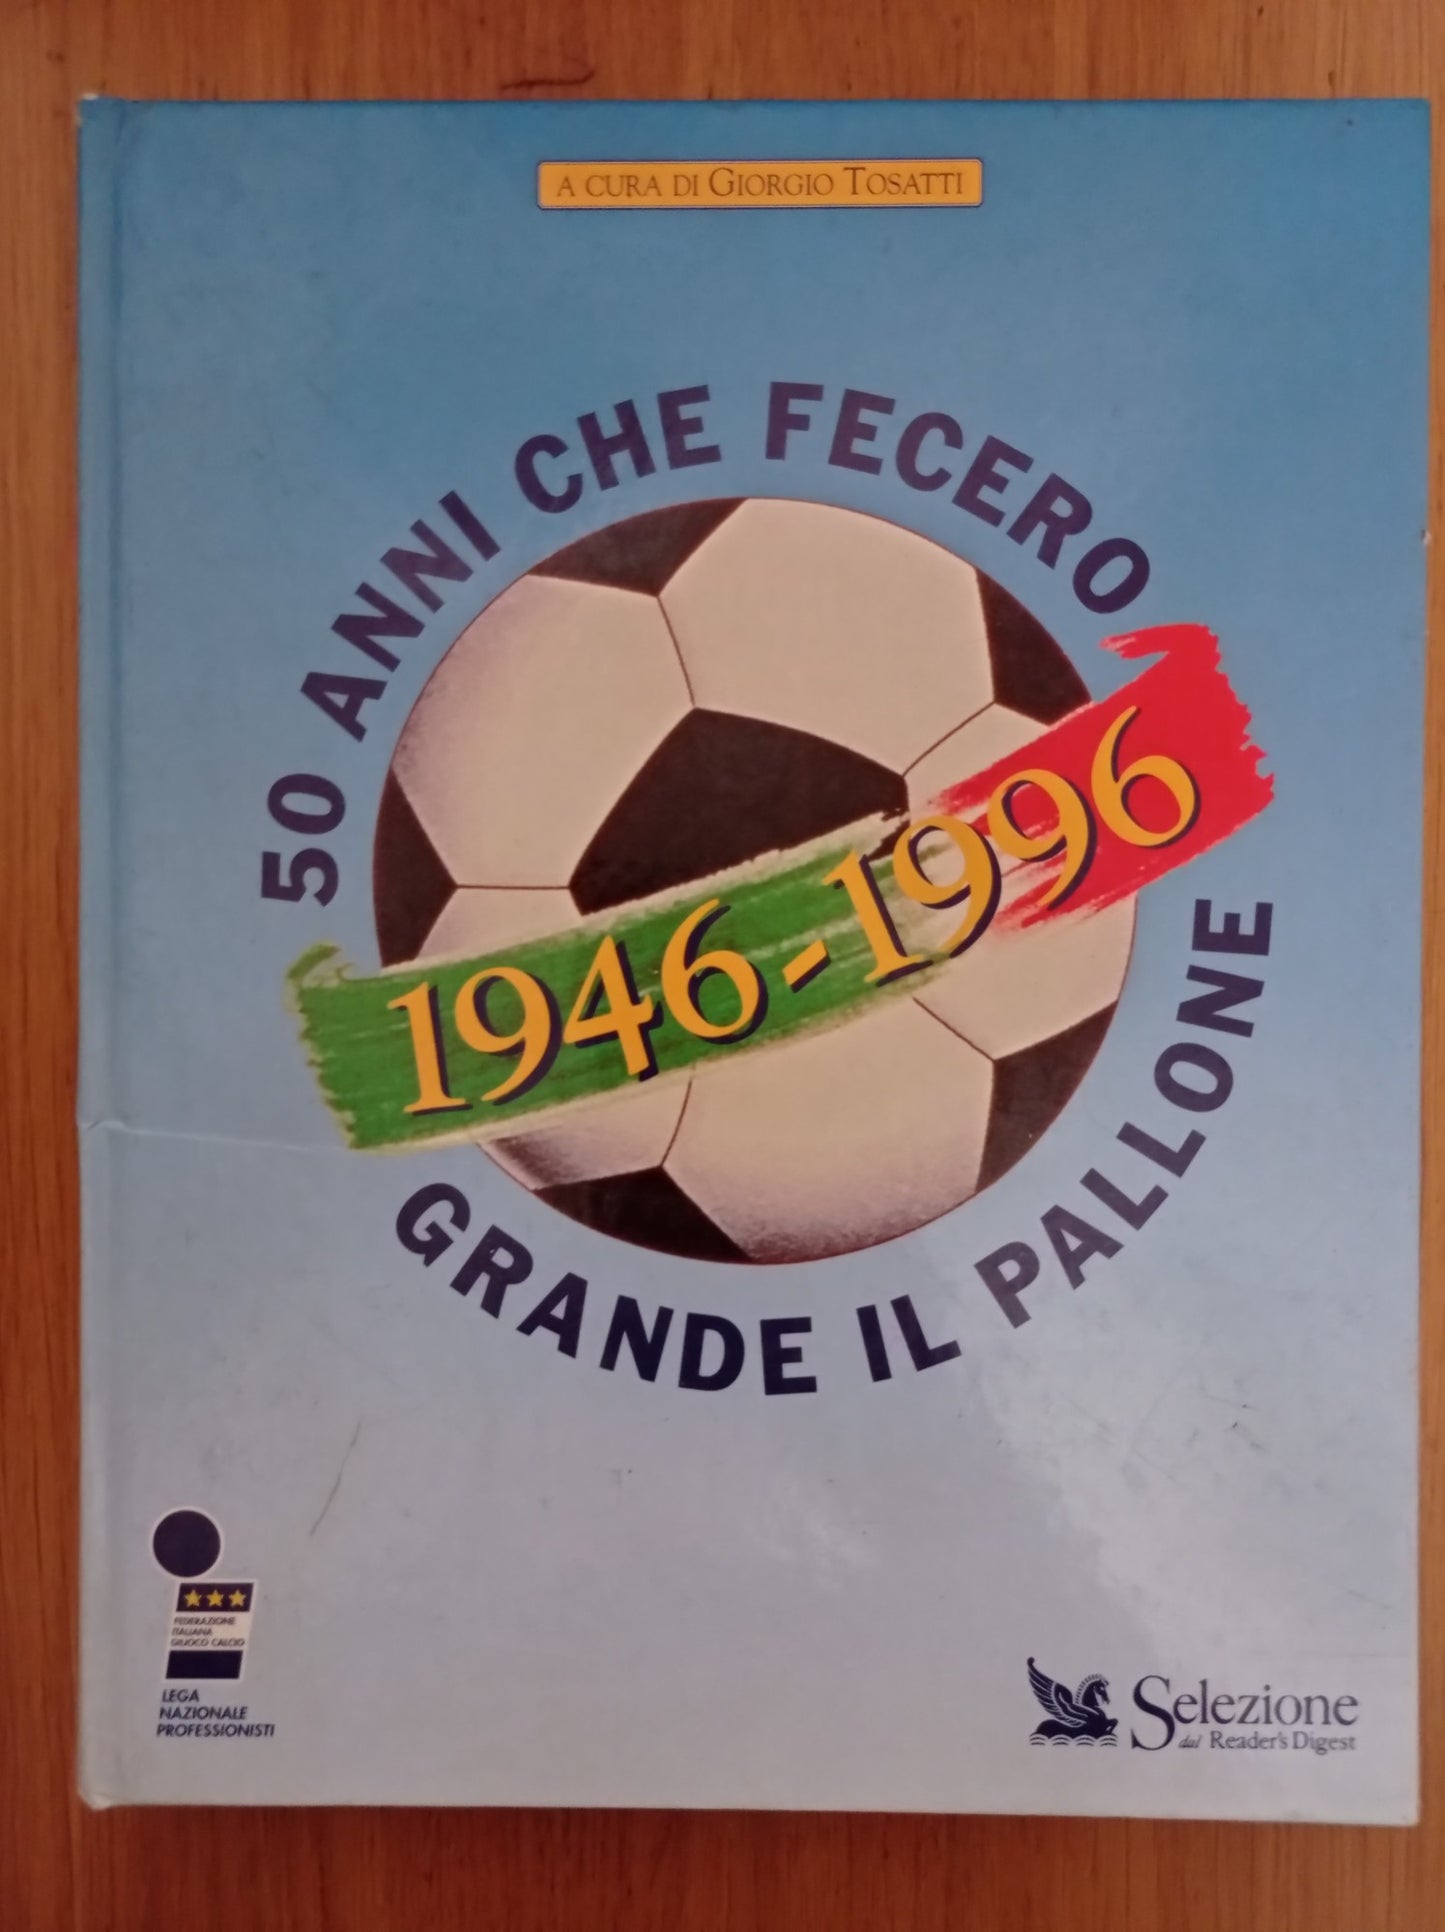 A CURA DI GIORGIO TOSATTI
50 ANNI CHE FECERO
1946-1996
GRANDE IL PALLONE
FEDERAZIONE
ITALIANA
GIUOCO CALCIO
LEGA
NAZIONALE
PROFESSIONISTI
Selezione
dal Reader's Digest